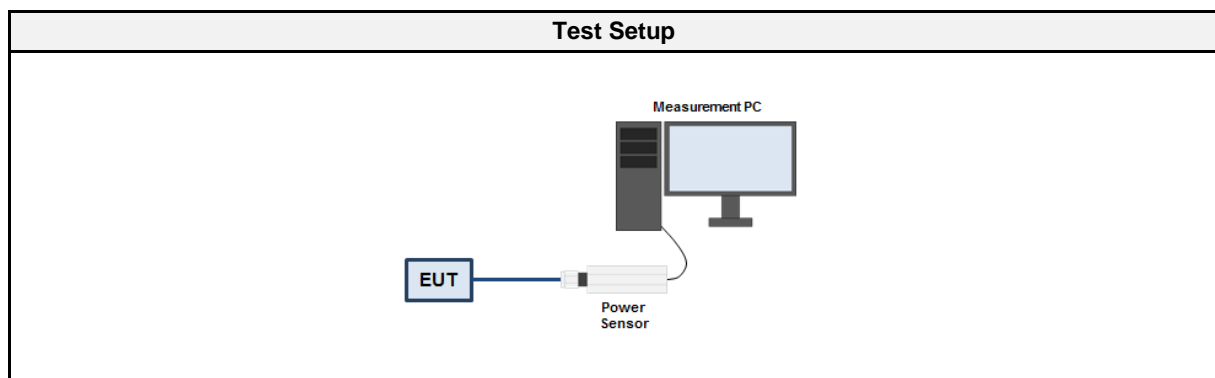 Test Setup
Measurement PC
EUT
Power
Sensor